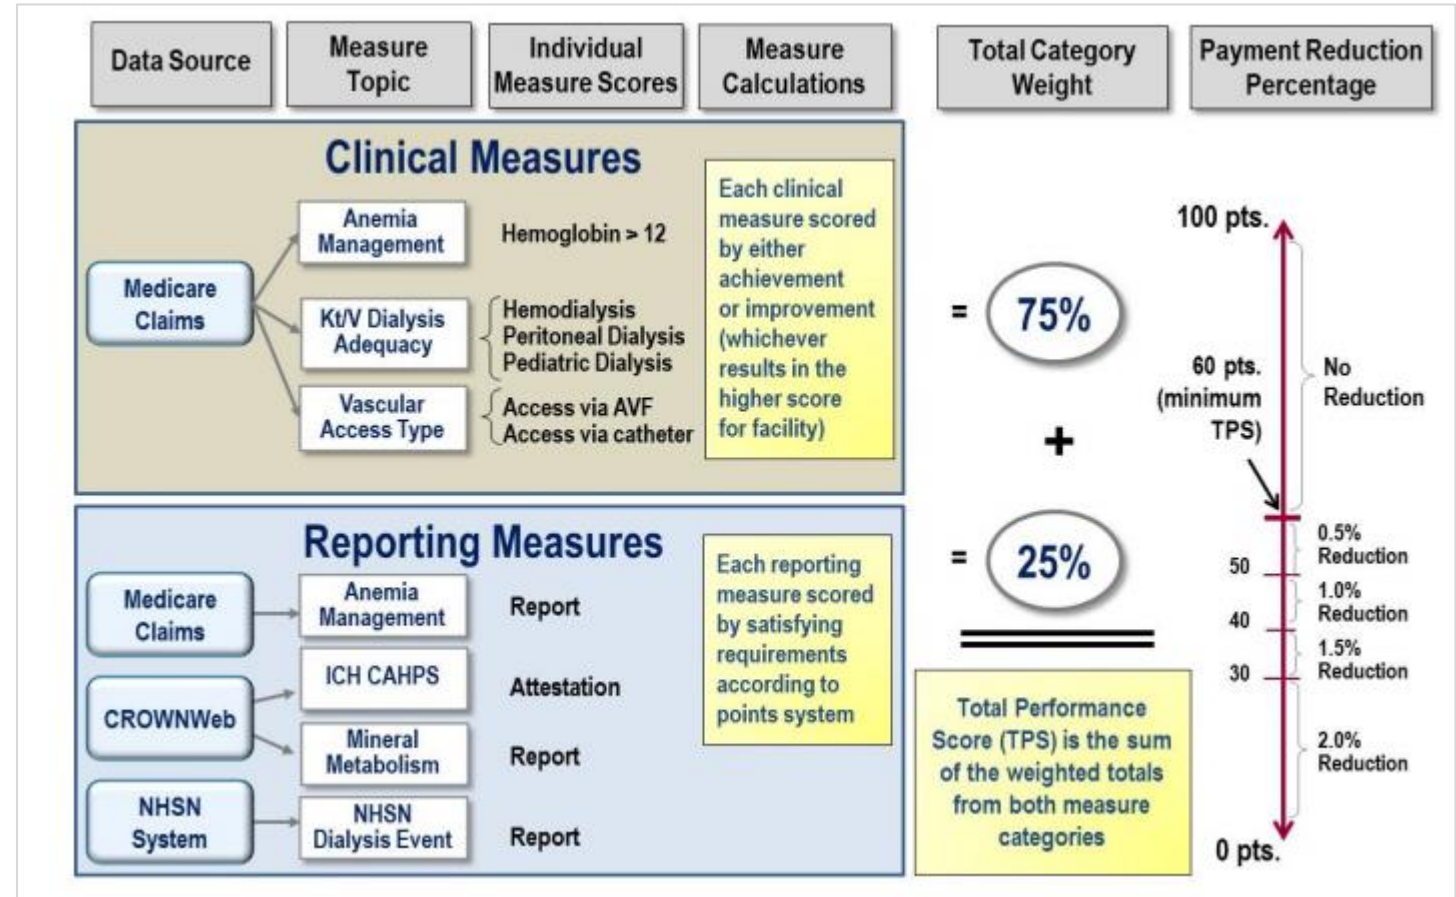 Data Source
Measure
Topic
Individual
Measure Scores
Measure
Calculations
Total Category
Weight
Payment Reduction
Percentage
Clinical Measures
Medicare
Claims
Anemia
Management
Hemoglobin > 12
Kt/V Dialysis
Adequacy
Hemodialysis
Peritoneal Dialysis
Pediatric Dialysis
Vascular
Access Type
Access via AVF
Access via catheter
Each clinical
measure scored
by either
achievement
or improvement
(whichever
results in the
higher score
for facility)
=
75%
+
Reporting Measures
Medicare
Claims
Anemia
Management
Report
CROWNWeb
ICH CAHPS
Attestation
Mineral
Metabolism
Report
NHSN
System
NHSN
Dialysis Event
Report
Each reporting
measure scored
by satisfying
requirements
according to
points system
=
25%
Total Performance
Score (TPS) is the sum
of the weighted totals
from both measure
categories
100 pts.
60 pts.
(minimum
TPS)
No
Reduction
0.5%
Reduction
50
1.0%
Reduction
40
1.5%
Reduction
30
2.0%
Reduction
0 pts.